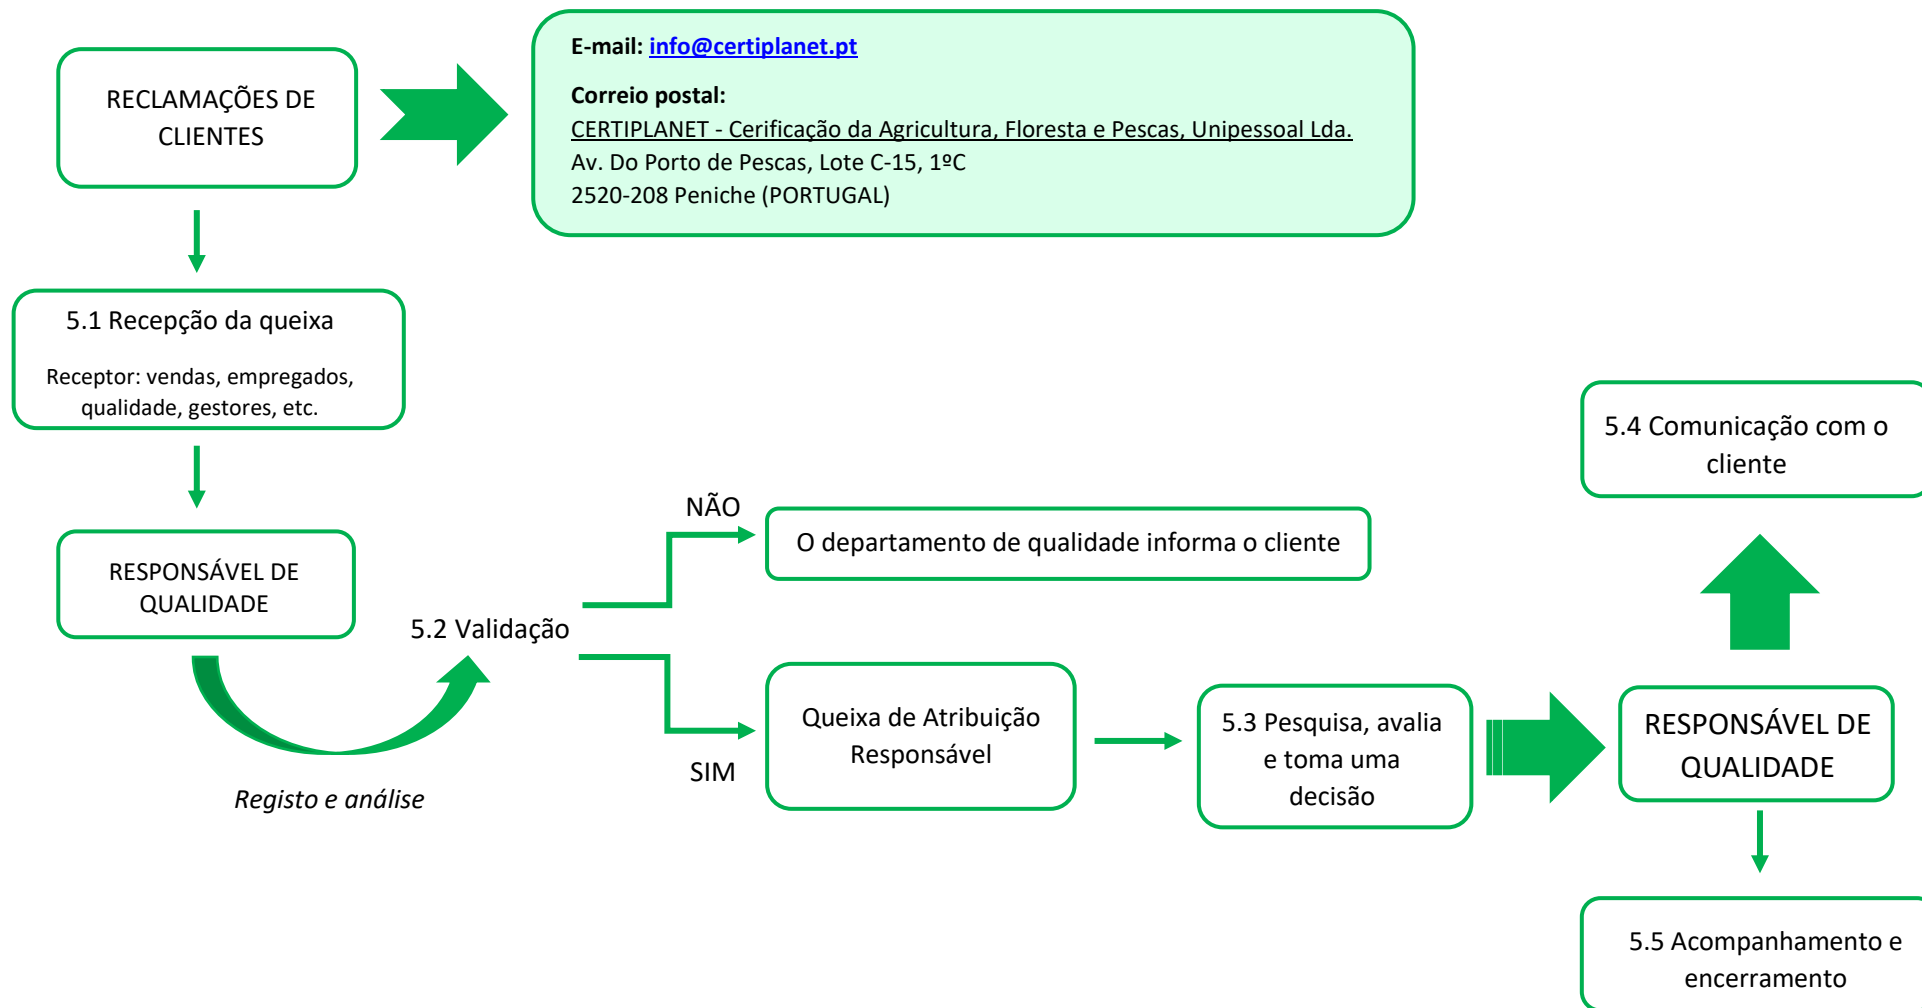 RECLAMAÇÕES DE
CLIENTES
E-mail: info@certiplanet.pt
Correio postal:
CERTIPLANET - Cerificação da Agricultura, Floresta e Pescas, Unipessoal Lda.
Av. Do Porto de Pescas, Lote C-15, 1ºC
2520-208 Peniche (PORTUGAL)
5.1 Recepção da queixa
Receptor: vendas, empregados,
qualidade, gestores, etc.
RESPONSÁVEL DE
QUALIDADE
Registo e análise
5.2 Validação
NÃO
O departamento de qualidade informa o cliente
SIM
Queixa de Atribuição
Responsável
5.3 Pesquisa, avalia
e toma uma
decisão
RESPONSÁVEL DE
QUALIDADE
5.4 Comunicação com o
cliente
5.5 Acompanhamento e
encerramento